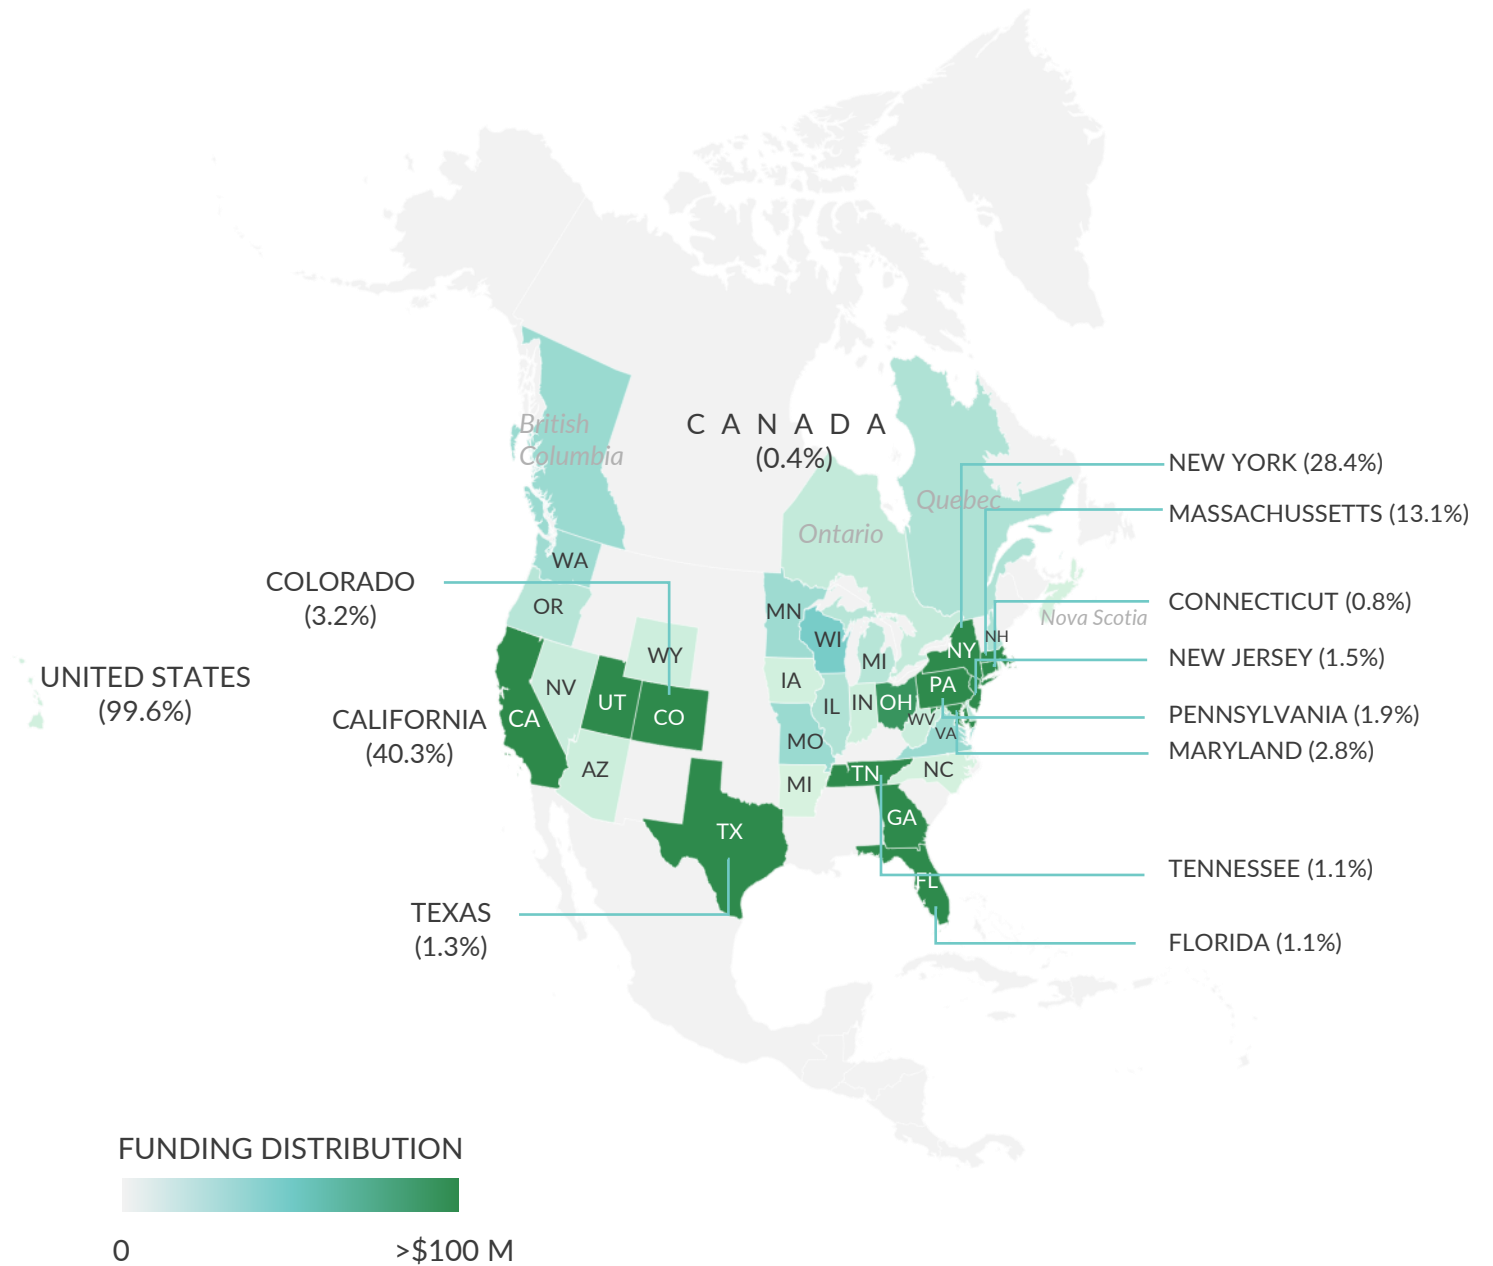 C A N A D A
(0.4%)
British
Columbia
Quebec
Ontario
Nova Scotia
NEW YORK (28.4%)
MASSACHUSSETTS (13.1%)
CONNECTICUT (0.8%)
NEW JERSEY (1.5%)
PENNSYLVANIA (1.9%)
MARYLAND (2.8%)
TENNESSEE (1.1%)
FLORIDA (1.1%)
COLORADO
(3.2%)
UNITED STATES
(99.6%)
CALIFORNIA
(40.3%)
TEXAS
(1.3%)
WA
OR
MN
WI
NH
NY
WY
MI
IA
NV
UT
CO
CA
IL
IN
OH
PA
WV
VA
MO
AZ
MI
TN
NC
TX
GA
FL
FUNDING DISTRIBUTION
0
>$100 M